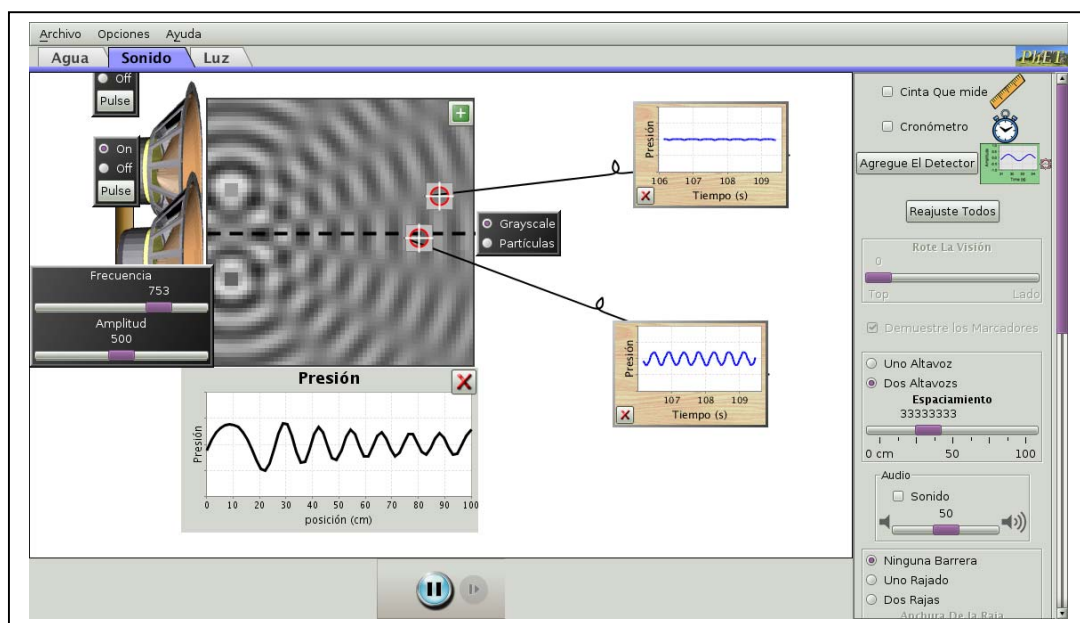 Archivo Opciones Ayuda
Agua Sonido Luz
PhET
Off
Pulse
On
Off
Pulse
Frecuencia
753
Amplitud
500
Grayscale
Partículas
Presión
106 107 108 109
Tiempo (s)
Presión
107 108 109
Tiempo (s)
Presión
Presión
0 10 20 30 40 50 60 70 80 90 100
posición (cm)
Cinta Que mide
Cronómetro
Agregue El Detector
Reajuste Todos
Rote La Visión
0
Top Lado
Demuestre los Marcadores
Uno Altavoz
Dos Altavozs
Espaciamiento
33333333
0 cm 50 100
Audio
Sonido
50
Ninguna Barrera
Uno Rajado
Dos Rajas
Anchura De la Raja